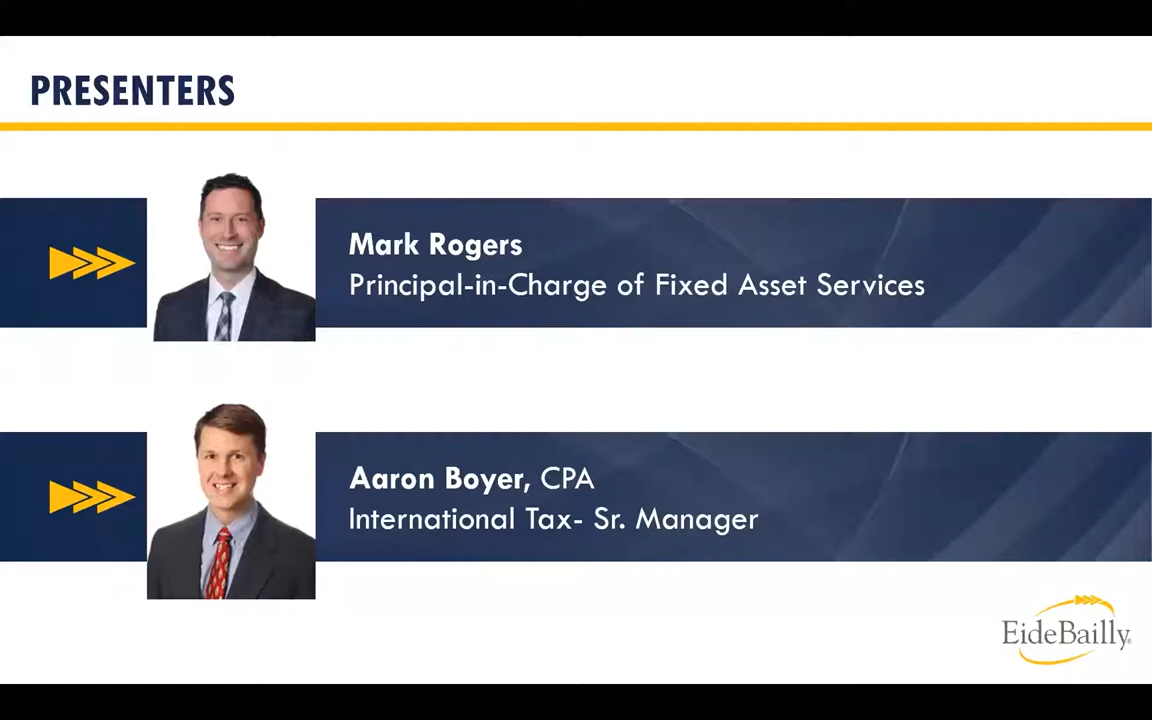 PRESENTERS
Mark Rogers
Principal-in-Charge of Fixed Asset Services
Aaron Boyer, CPA
International Tax- Sr. Manager
EideBailly®